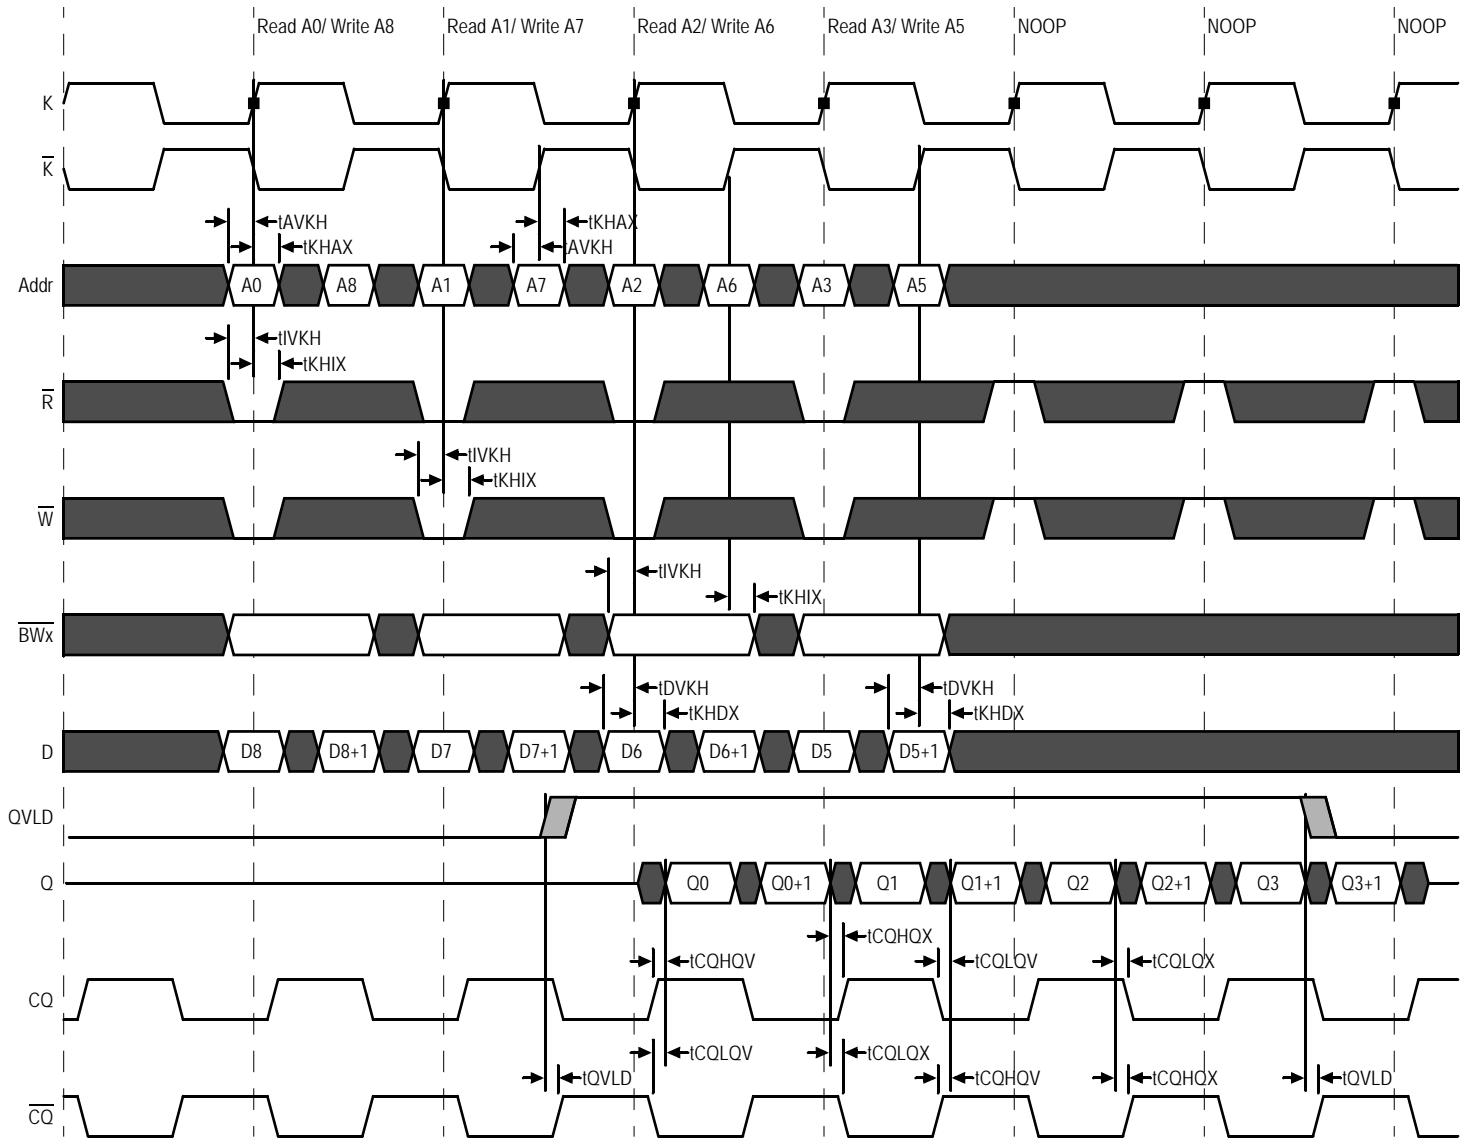 Read A0/ Write A8 Read A1/ Write A7 Read A2/ Write A6 Read A3/ Write A5 NOOP NOOP NOOP
K
K
tAVKH tKHAX
tKHAX tAVKH
Addr A0 A8 A1 A7 A2 A6 A3 A5
tIVKH
tKHIX
R
tIVKH
tKHIX
W
tIVKH
tKHIX
BWx
tDVKH tDVKH
tKHDX tKHDX
D D8 D8+1 D7 D7+1 D6 D6+1 D5 D5+1
QVLD
Q Q0 Q0+1 Q1 Q1+1 Q2 Q2+1 Q3 Q3+1
tCQHQX
tCQHQV tCQLQV tCQLQX
CQ
tCQLQV tCQLQX
tQVLD tCQHQV tCQHQX tQVLD
CQ